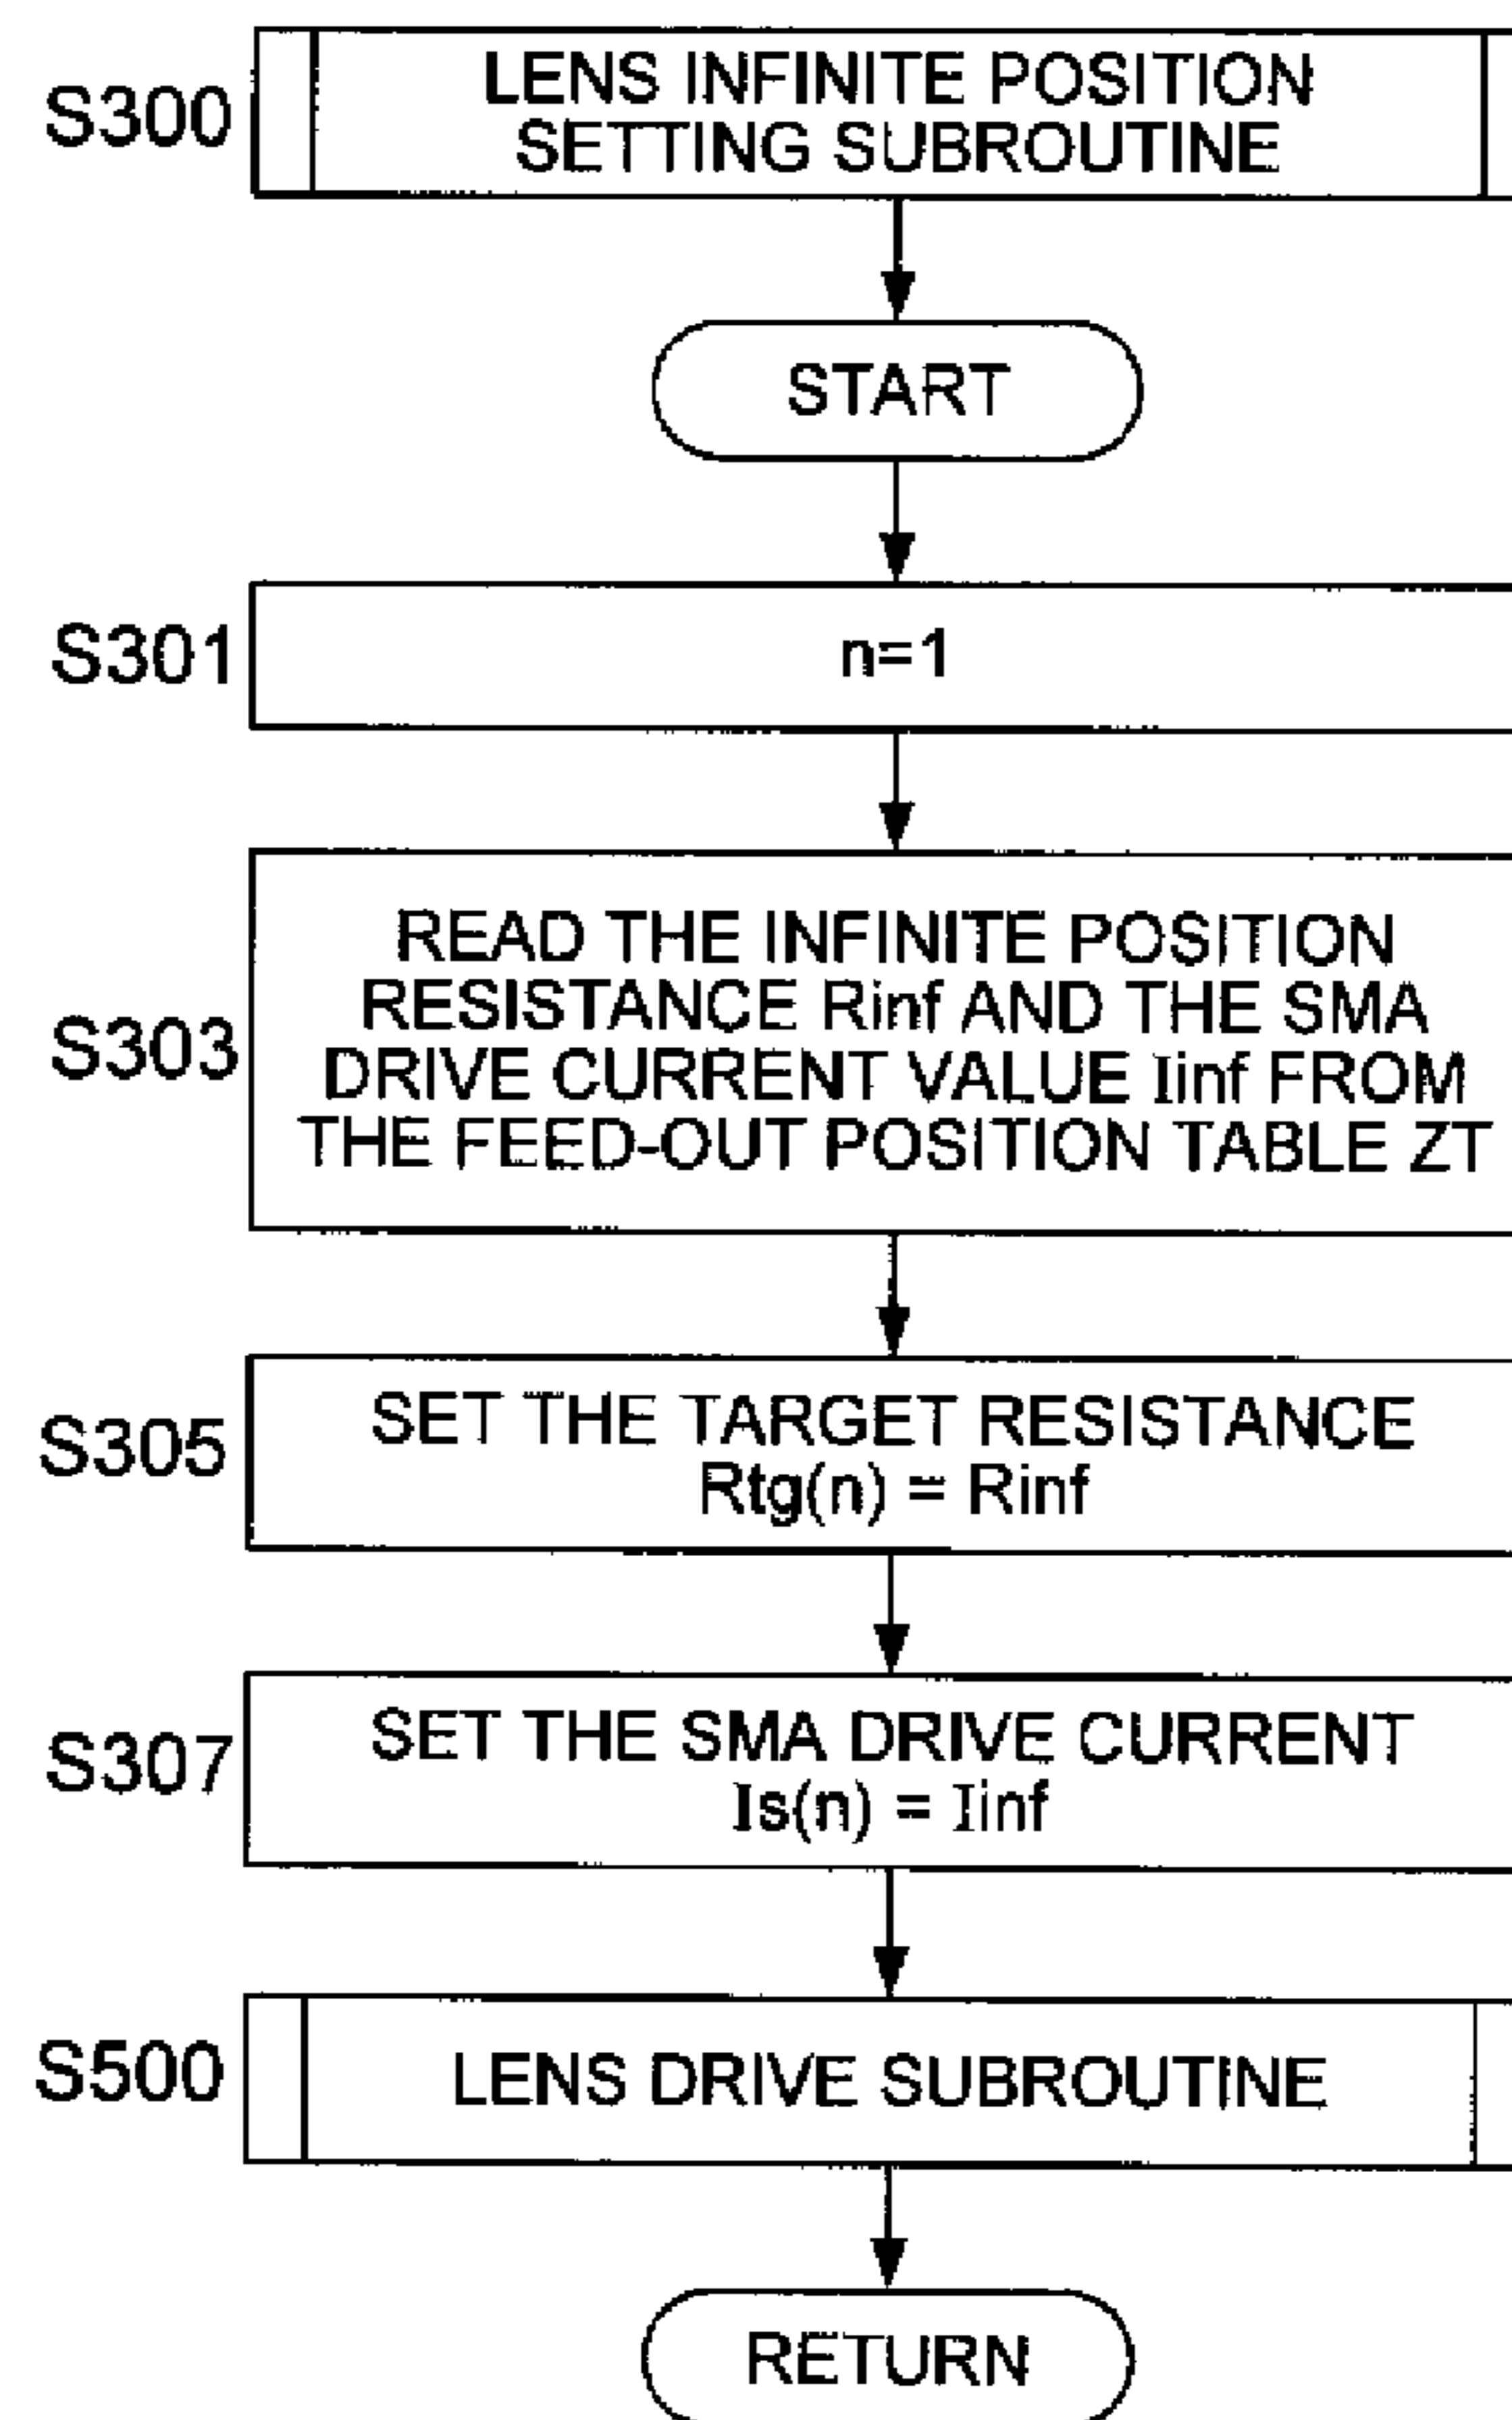 S300
LENS INFINITE POSITION
SETTING SUBROUTINE
START
S301
n=1
S303
READ THE INFINITE POSITION
RESISTANCE Rinf AND THE SMA
DRIVE CURRENT VALUE Iinf FROM
THE FEED-OUT POSITION TABLE ZT
S305
SET THE TARGET RESISTANCE
Rtg(n) = Rinf
S307
SET THE SMA DRIVE CURRENT
Is(n) = Iinf
S500
LENS DRIVE SUBROUTINE
RETURN